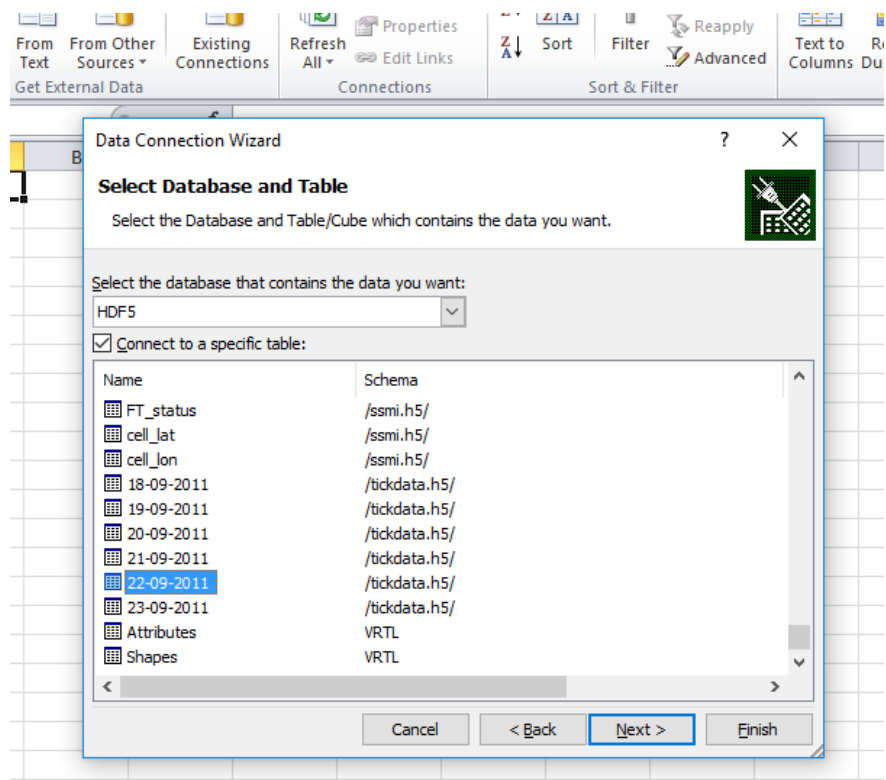 Properties
Reapply
From Text
From Other Sources
Existing Connections
Refresh All
Edit Links
Sort
Filter
Advanced
Text to Columns
Get External Data
Connections
Sort & Filter
B
Data Connection Wizard
?
Select Database and Table
Select the Database and Table/Cube which contains the data you want.
Select the database that contains the data you want:
HDF5
Connect to a specific table:
Name Schema
FT_status /ssmi.h5/
cell_lat /ssmi.h5/
cell_lon /ssmi.h5/
18-09-2011 /tickdata.h5/
19-09-2011 /tickdata.h5/
20-09-2011 /tickdata.h5/
21-09-2011 /tickdata.h5/
22-09-2011 /tickdata.h5/
23-09-2011 /tickdata.h5/
Attributes VRTL
Shapes VRTL
Cancel < Back Next > Finish